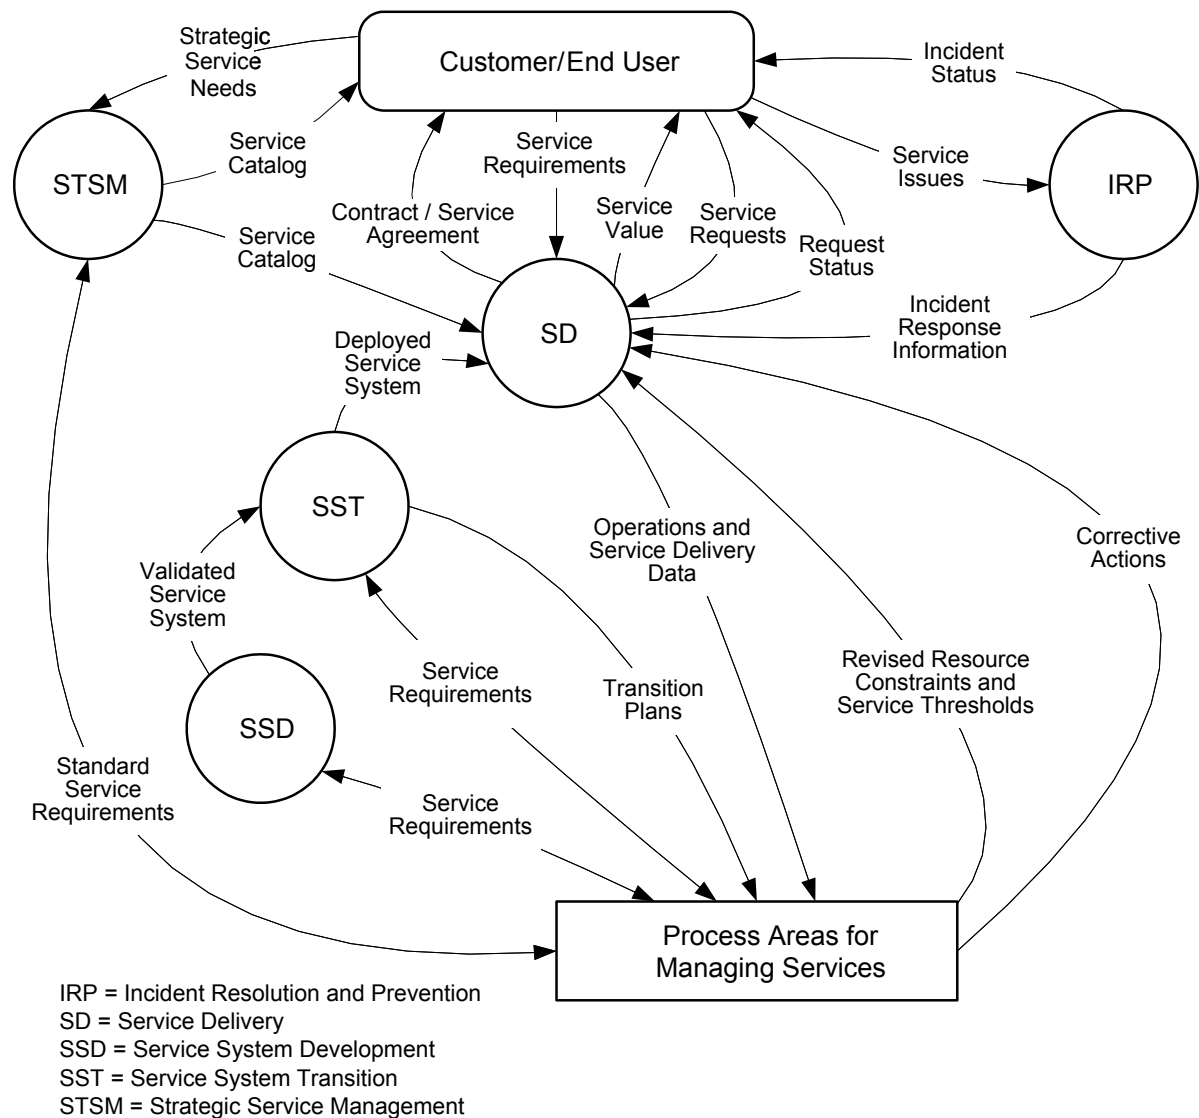 Strategic
Service
Needs
Customer/End User
Incident
Status
Service
Catalog
Service
Requirements
Service
Issues
STSM
IRP
Contract / Service
Agreement
Service
Value
Service
Requests
Request
Status
Service
Catalog
SD
Incident
Response
Information
Deployed
Service
System
SST
Operations and
Service Delivery
Data
Corrective
Actions
Validated
Service
System
Service
Requirements
Transition
Plans
Revised Resource
Constraints and
Service Thresholds
SSD
Standard
Service
Requirements
Service
Requirements
Process Areas for
Managing Services
IRP = Incident Resolution and Prevention
SD = Service Delivery
SSD = Service System Development
SST = Service System Transition
STSM = Strategic Service Management